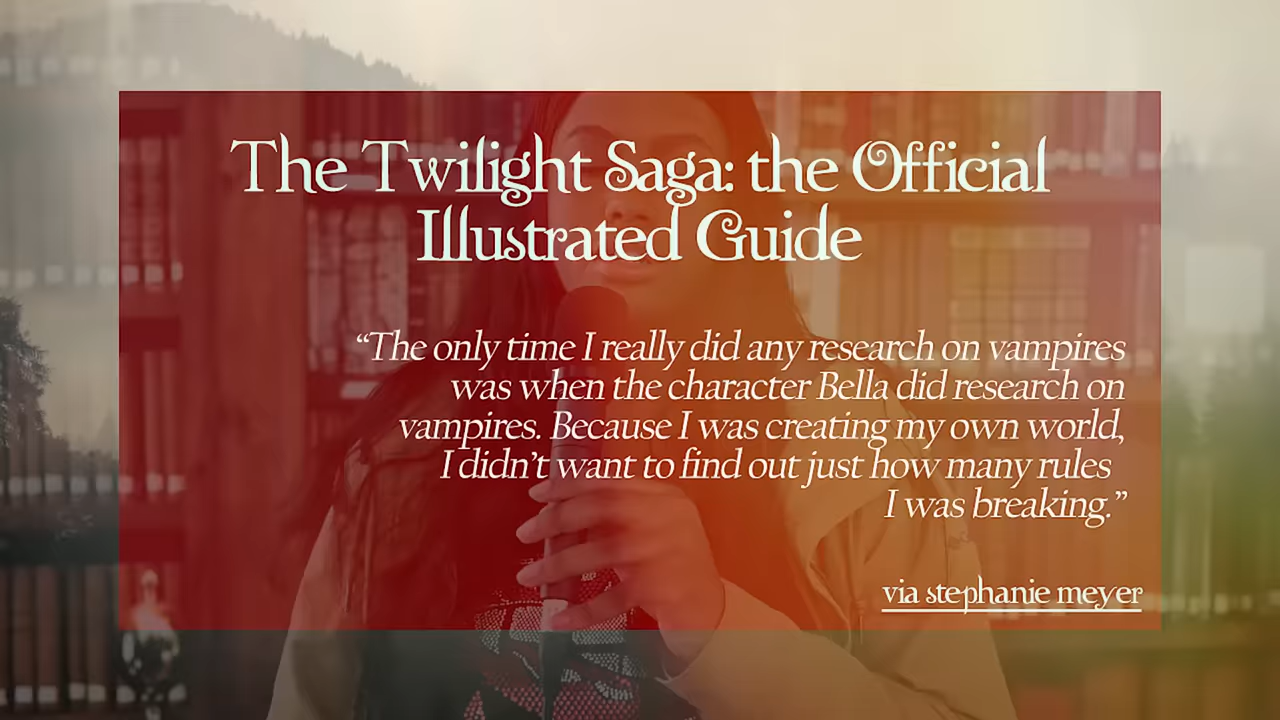 The Twilight Saga: the Official
Illustrated Guide
“The only time I really did any research on vampires
was when the character Bella did research on
vampires. Because I was creating my own world,
I didn’t want to find out just how many rules
I was breaking.”
via stephanie meyer